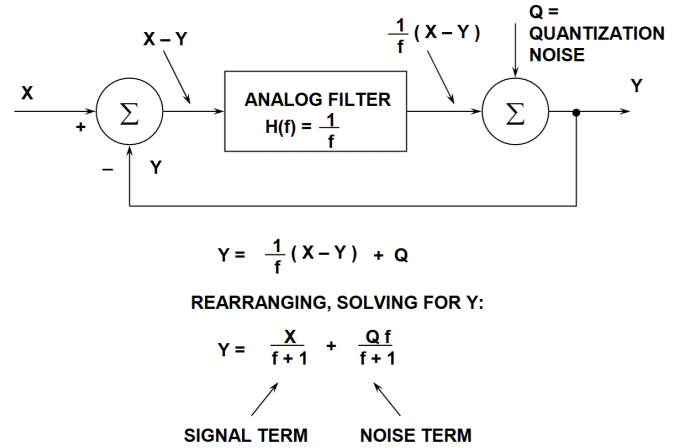 X – Y
1/f ( X – Y )
Q =
QUANTIZATION
NOISE
X
Y
ANALOG FILTER
H(f) = 1/f
Σ
Σ
+
–
Y
Y = 1/f ( X – Y ) + Q
REARRANGING, SOLVING FOR Y:
Y = X/f + 1 + Q f/f + 1
SIGNAL TERM
NOISE TERM